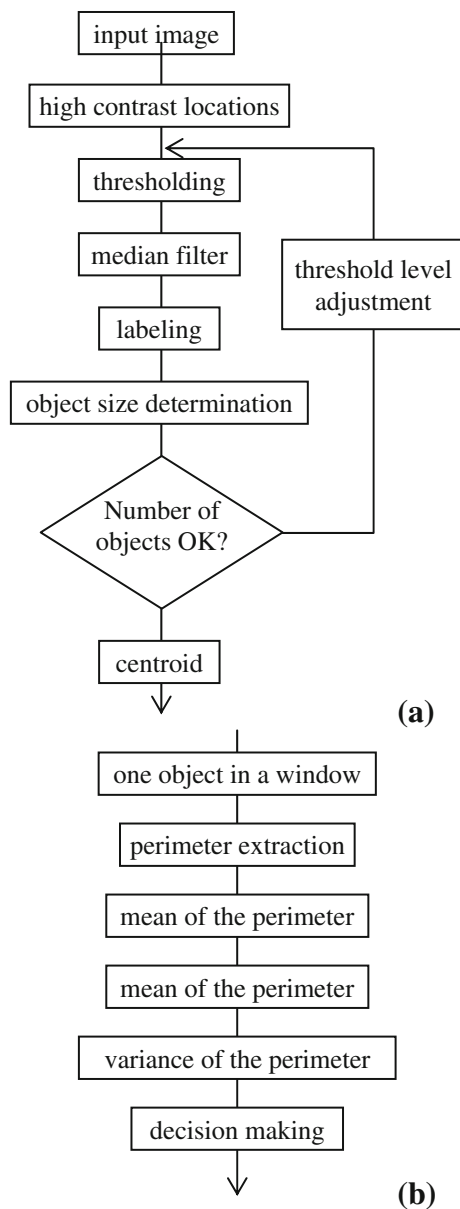 input image
high contrast locations
thresholding
median filter
threshold level
adjustment
labeling
object size determination
Number of
objects OK?
centroid
(a)
one object in a window
perimeter extraction
mean of the perimeter
mean of the perimeter
variance of the perimeter
decision making
(b)